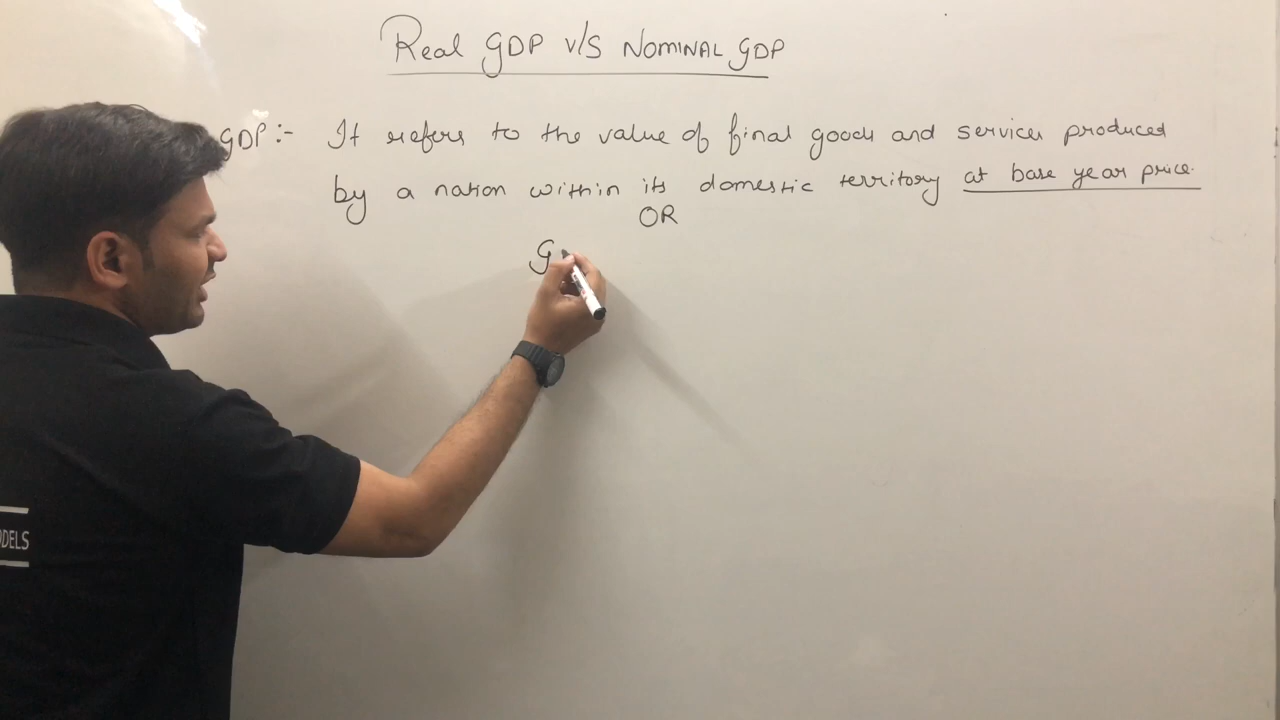 Real GDP V/S NOMINAL GDP
GDP:- It refers to the value of final goods and services produced
by a nation within its domestic territory at base year price.
OR
G
ODELS